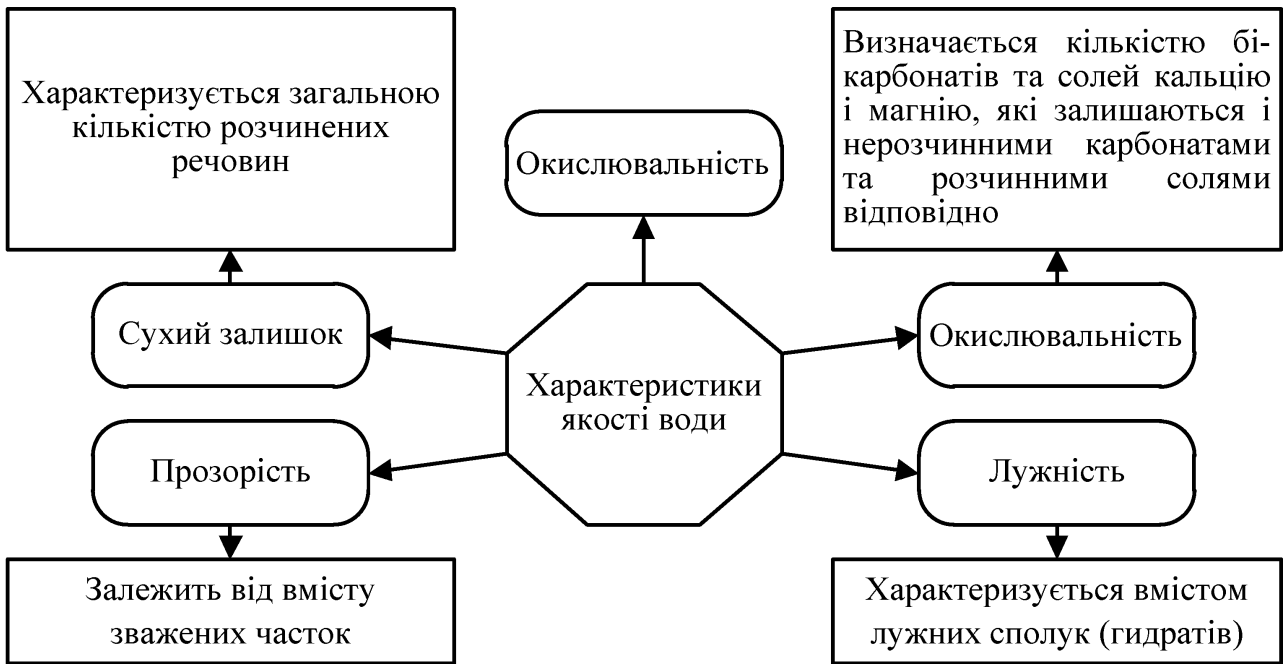 Характеризується загальною
кількістю розчинених
речовин
Окислювальність
Визначається кількістю бі-
карбонатів та солей кальцію
і магнію, які залишаються і
нерозчинними карбонатами
та розчинними солями
відповідно
Сухий залишок
Окислювальність
Характеристики
якості води
Прозорість
Лужність
Залежить від вмісту
зважених часток
Характеризується вмістом
лужних сполук (гидратів)